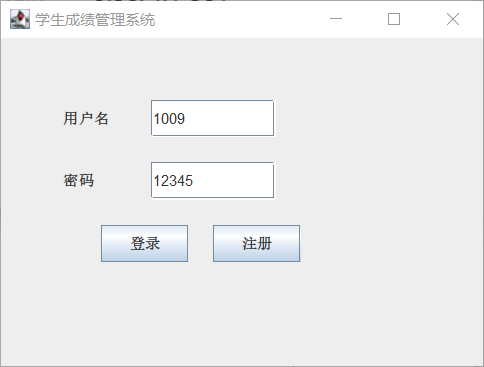 学生成绩管理系统
用户名 1009
密码 12345
登录 注册